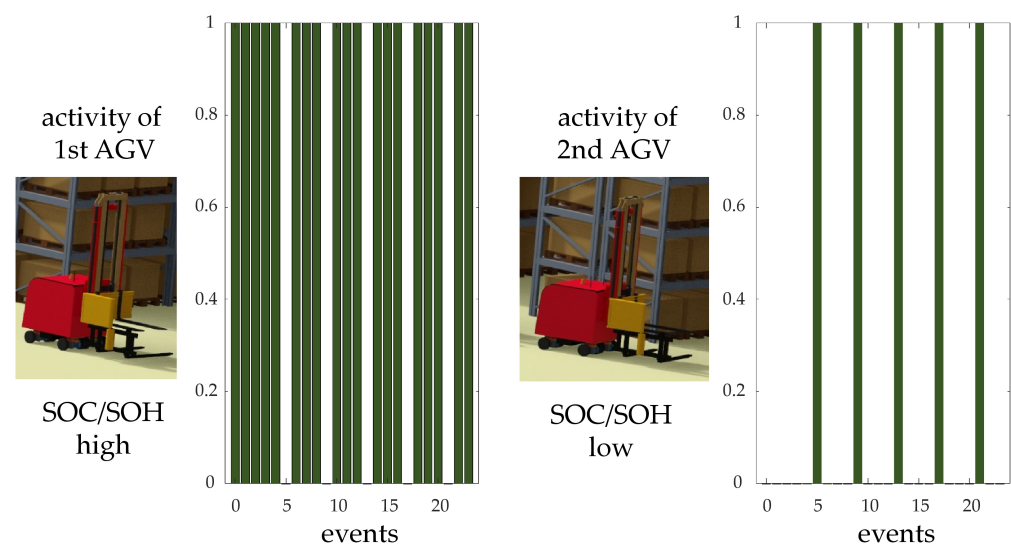 activity of
1st AGV
SOC/SOH
high
1
0.8
0.6
0.4
0.2
0
0 5 10 15 20
events
activity of
2nd AGV
SOC/SOH
low
1
0.8
0.6
0.4
0.2
0
0 5 10 15 20
events